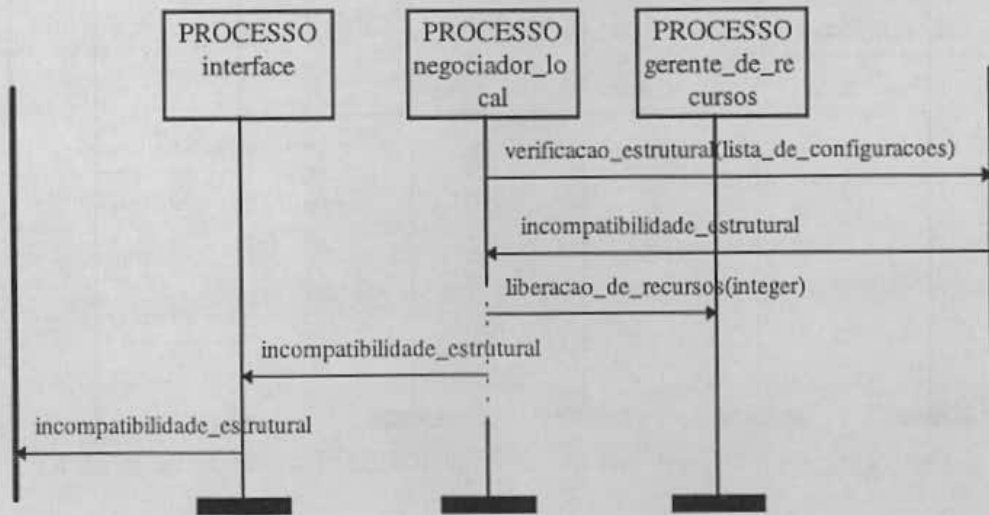 PROCESSO
interface
PROCESSO
negociador_lo
cal
PROCESSO
gerente_de_re
cursos
verificacao_estrutural(lista_de_configuracoes)
incompatibilidade_estrutural
liberacao_de_recursos(integer)
incompatibilidade_estrutural
incompatibilidade_estrutural